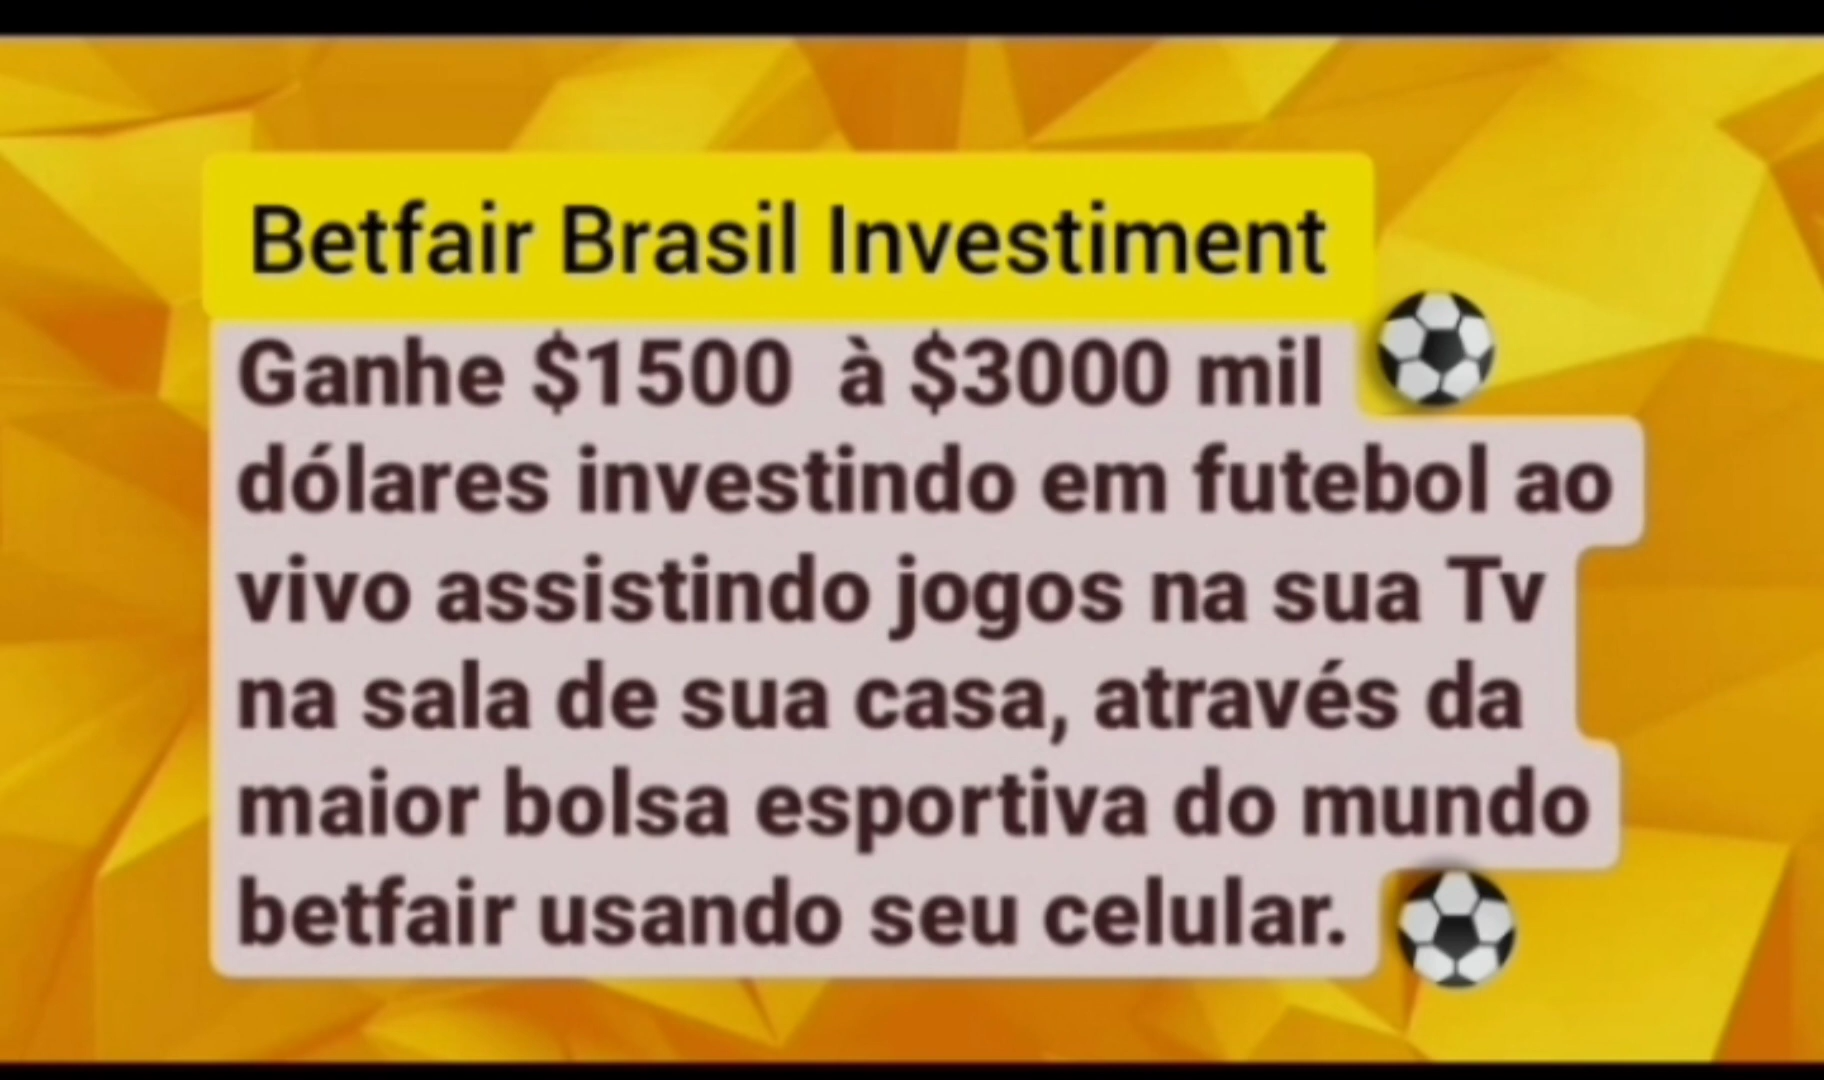 Betfair Brasil Investiment
Ganhe $1500 à $3000 mil
dólares investindo em futebol ao
vivo assistindo jogos na sua Tv
na sala de sua casa, através da
maior bolsa esportiva do mundo
betfair usando seu celular.